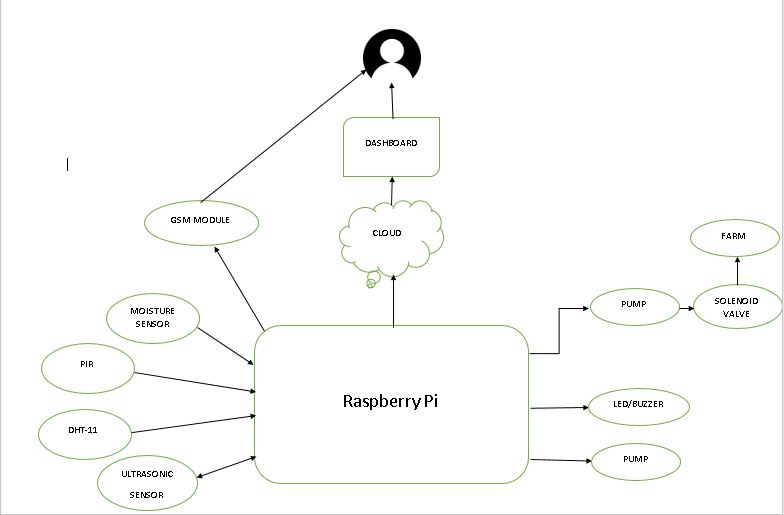 DASHBOARD
GSM MODULE
CLOUD
FARM
MOISTURE
SENSOR
PUMP
SOLENOID
VALVE
PIR
Raspberry Pi
LED/BUZZER
DHT-11
PUMP
ULTRASONIC
SENSOR